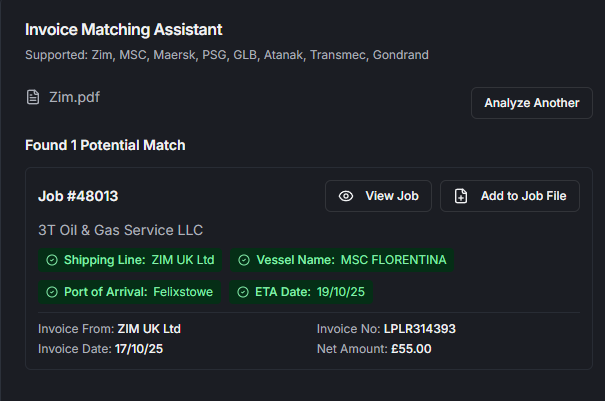 Invoice Matching Assistant
Supported: Zim, MSC, Maersk, PSG, GLB, Atanak, Transmec, Gondrand
Zim.pdf
Analyze Another
Found 1 Potential Match
Job #48013
View Job
Add to Job File
3T Oil & Gas Service LLC
Shipping Line: ZIM UK Ltd
Vessel Name: MSC FLORENTINA
Port of Arrival: Felixstowe
ETA Date: 19/10/25
Invoice From: ZIM UK Ltd
Invoice No: LPLR314393
Invoice Date: 17/10/25
Net Amount: £55.00